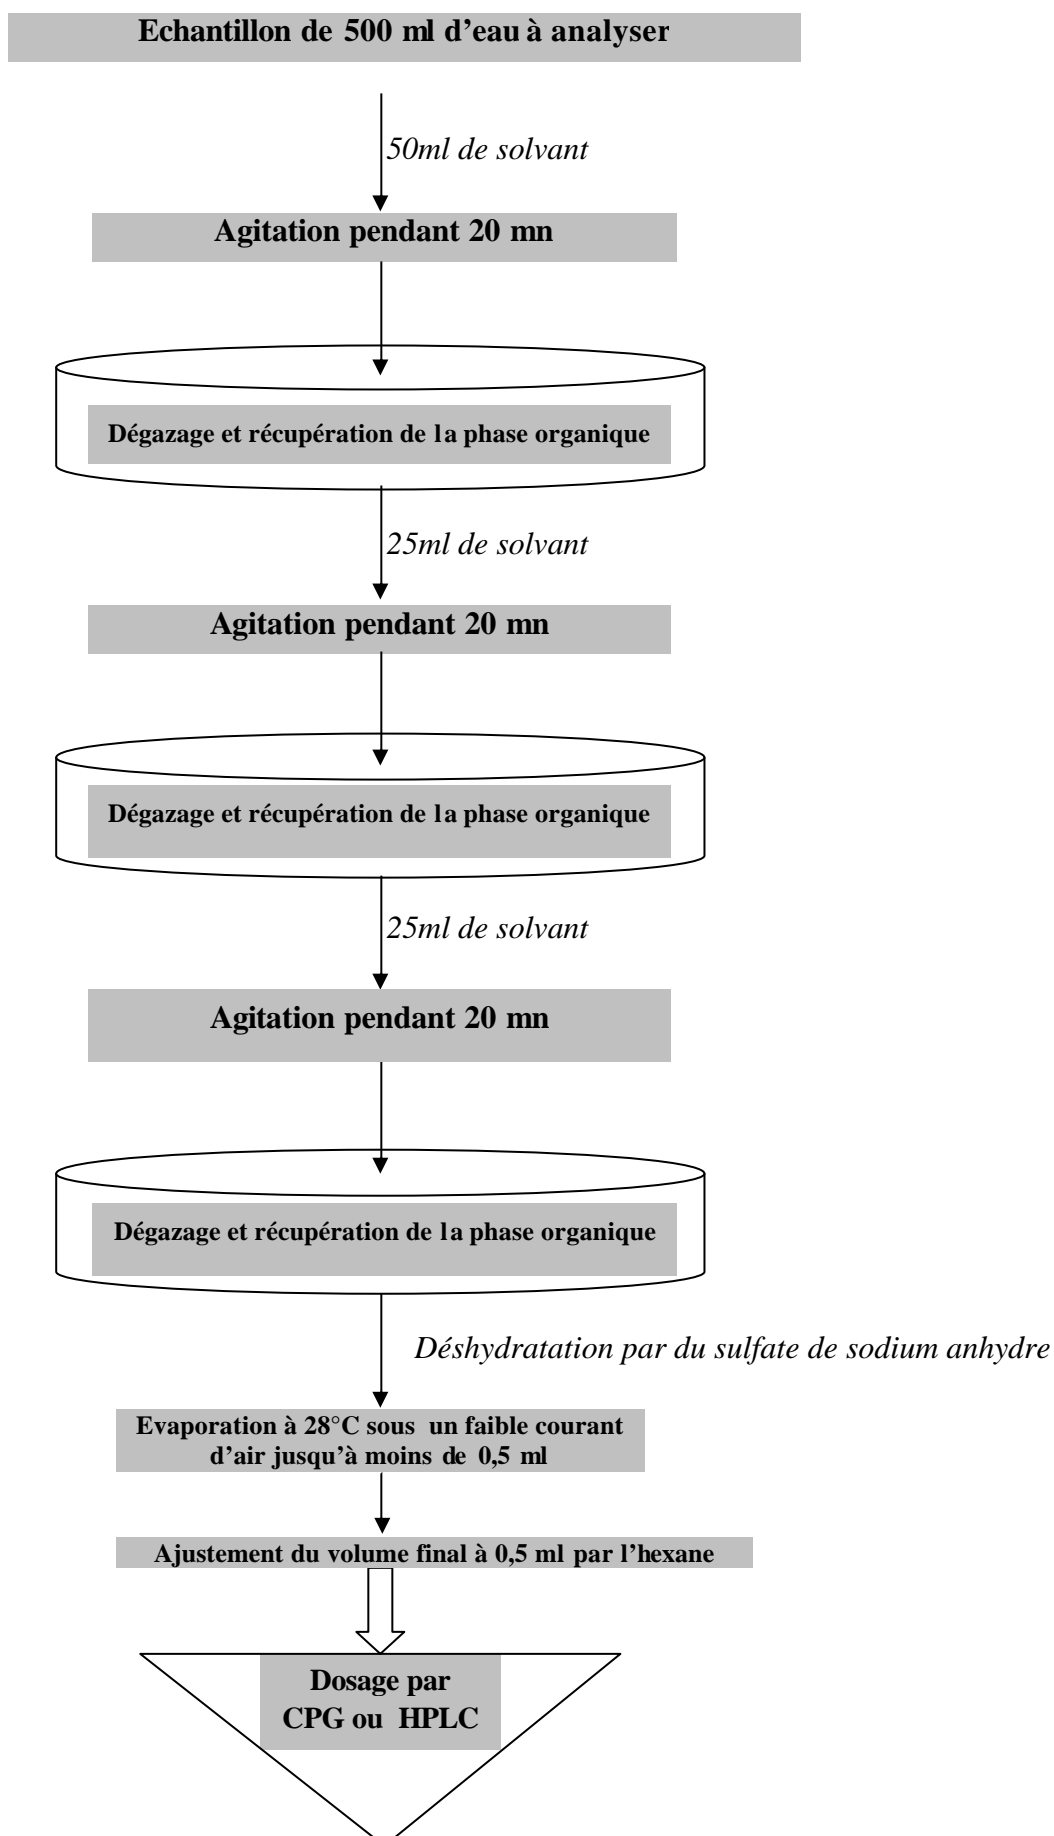 Echantillon de 500 ml d’eau à analyser
50ml de solvant
Agitation pendant 20 mn
Dégazage et récupération de la phase organique
25ml de solvant
Agitation pendant 20 mn
Dégazage et récupération de la phase organique
25ml de solvant
Agitation pendant 20 mn
Dégazage et récupération de la phase organique
Déshydratation par du sulfate de sodium anhydre
Evaporation à 28°C sous un faible courant
d’air jusqu’à moins de 0,5 ml
Ajustement du volume final à 0,5 ml par l’hexane
Dosage par
CPG ou HPLC